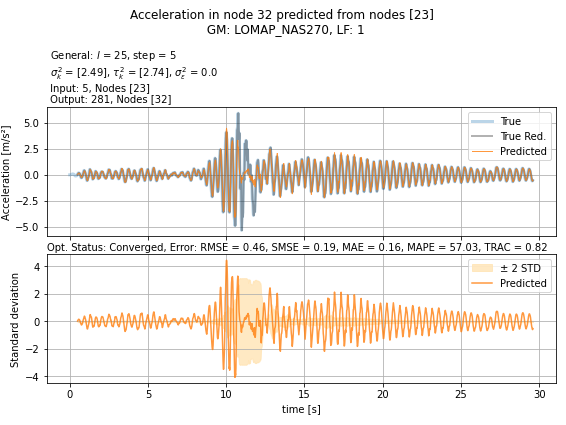 Acceleration in node 32 predicted from nodes [23]
GM: LOMAP_NAS270, LF: 1
General: l = 25, step = 5
σ_k² = [2.49], τ_k² = [2.74], σ_ε² = 0.0
Input: 5, Nodes [23]
Output: 281, Nodes [32]
Acceleration [m/s²]
5.0
2.5
0.0
−2.5
−5.0
True
True Red.
Predicted
Opt. Status: Converged, Error: RMSE = 0.46, SMSE = 0.19, MAE = 0.16, MAPE = 57.03, TRAC = 0.82
Standard deviation
4
2
0
−2
−4
± 2 STD
Predicted
0 5 10 15 20 25 30
time [s]